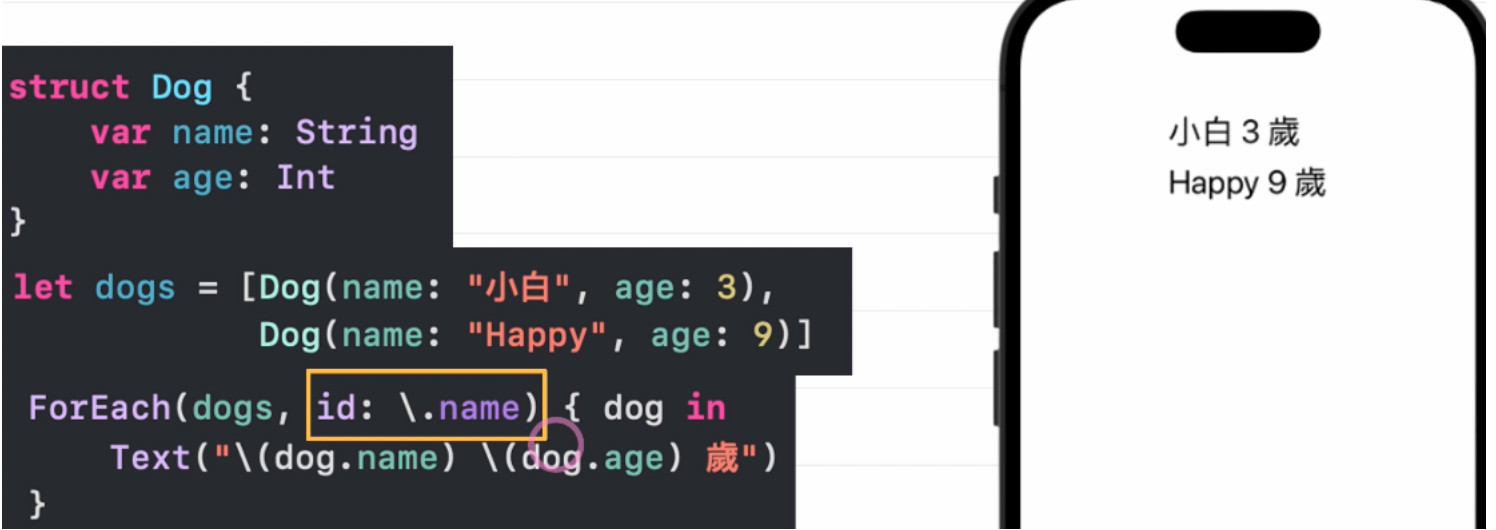 struct Dog {
    var name: String
    var age: Int
}
let dogs = [Dog(name: "小白", age: 3),
            Dog(name: "Happy", age: 9)]
ForEach(dogs, id: \.name) { dog in
    Text("\(dog.name) \(dog.age) 歲")
}
小白 3 歲
Happy 9 歲